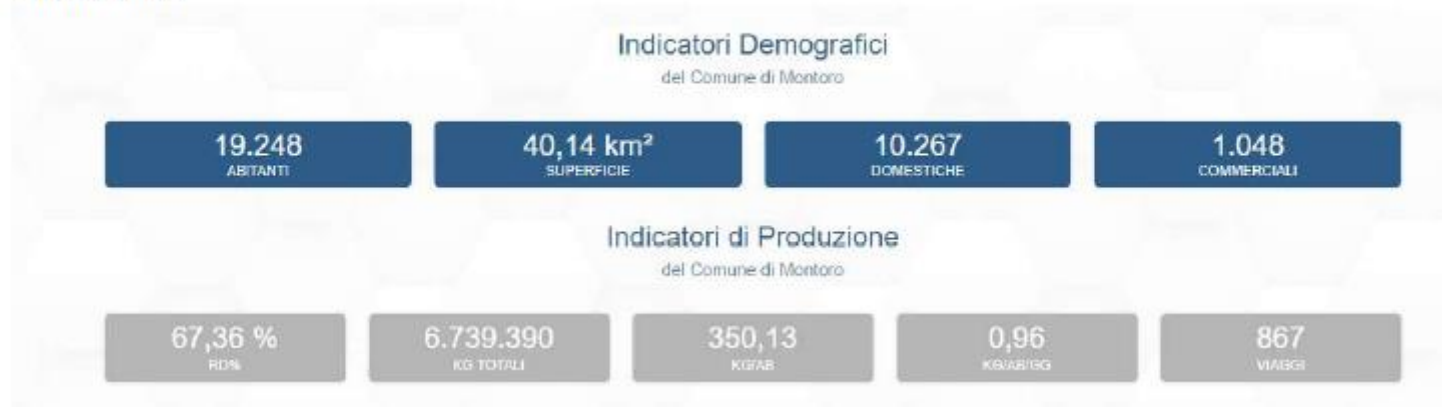 Indicatori Demografici
del Comune di Montoro
19.248
ABITANTI
40,14 km²
SUPERFICIE
10.267
DOMESTICHE
1.048
COMMERCIALI
Indicatori di Produzione
del Comune di Montoro
67,36 %
RD%
6.739.390
KG TOTALI
350,13
KG/AB
0,96
KG/AB/GG
867
VIAGGI